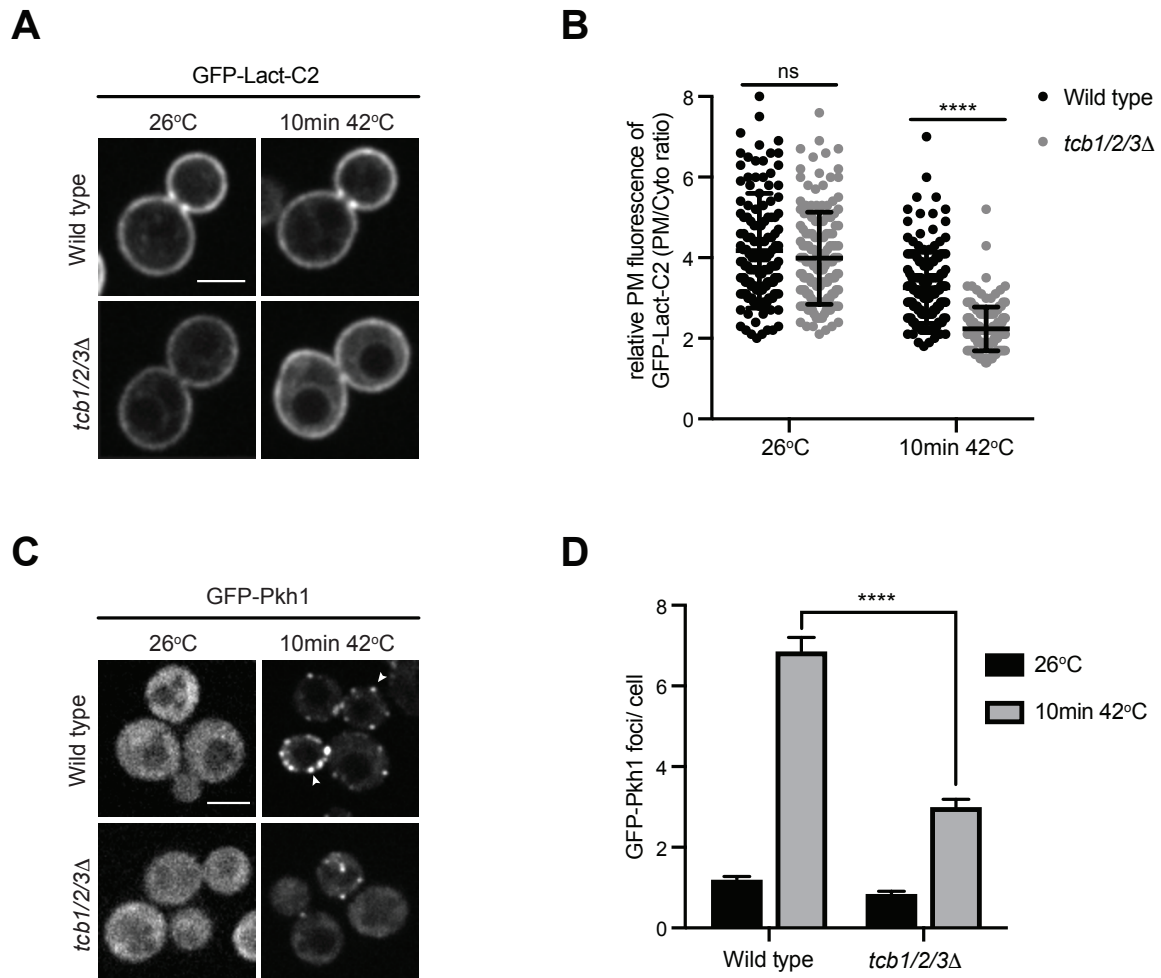 A
GFP-Lact-C2
26°C
10min 42°C
Wild type
tcb1/2/3Δ
B
relative PM fluorescence of
GFP-Lact-C2 (PM/Cyto ratio)
8
6
4
2
0
ns
****
26°C
10min 42°C
Wild type
tcb1/2/3Δ
C
GFP-Pkh1
26°C
10min 42°C
Wild type
tcb1/2/3Δ
D
GFP-Pkh1 foci/ cell
8
6
4
2
0
****
Wild type
tcb1/2/3Δ
26°C
10min 42°C